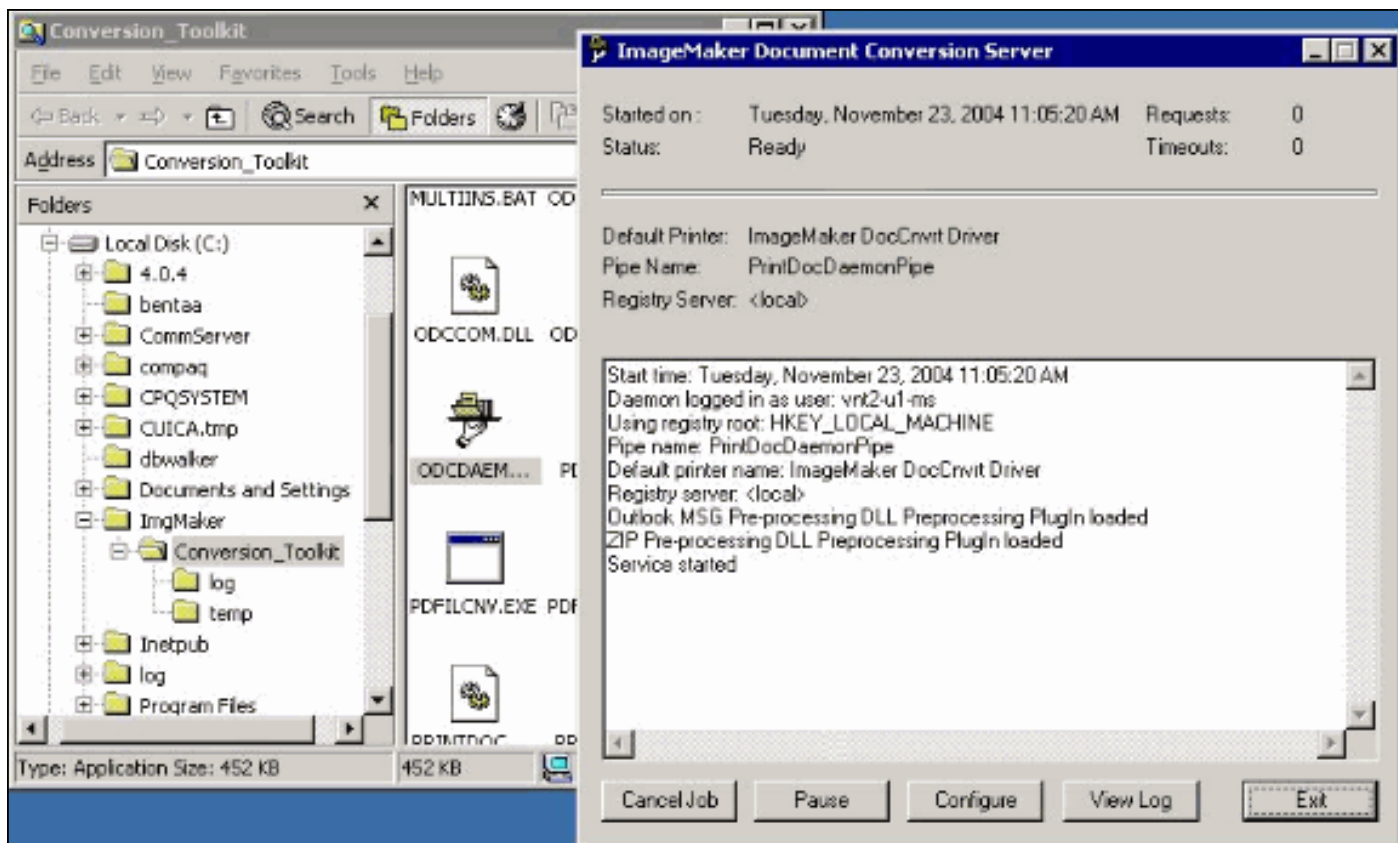 Conversion_Toolkit
File Edit View Favorites Tools Help
Back Search Folders
Address Conversion_Toolkit
Folders
Local Disk (C:)
4.0.4
bentaa
CommServer
compaq
CPQSYSTEM
CUICA.tmp
dbwalker
Documents and Settings
ImgMaker
Conversion_Toolkit
log
temp
Inetpub
log
Program Files
MULTIINS.BAT OD
ODCCOM.DLL OD
ODCDAEM... PD
PDFILCNV.EXE PDF
PRINTDOC PR
Type: Application Size: 452 KB 452 KB
ImageMaker Document Conversion Server
Started on : Tuesday, November 23, 2004 11:05:20 AM Requests: 0
Status: Ready Timeouts: 0
Default Printer: ImageMaker DocCnvrt Driver
Pipe Name: PrintDocDaemonPipe
Registry Server: <local>
Start time: Tuesday, November 23, 2004 11:05:20 AM
Daemon logged in as user: vnt2-u1-ms
Using registry root: HKEY_LOCAL_MACHINE
Pipe name: PrintDocDaemonPipe
Default printer name: ImageMaker DocCnvrt Driver
Registry server: <local>
Outlook MSG Pre-processing DLL Preprocessing PlugIn loaded
ZIP Pre-processing DLL Preprocessing PlugIn loaded
Service started
Cancel Job Pause Configure View Log Exit